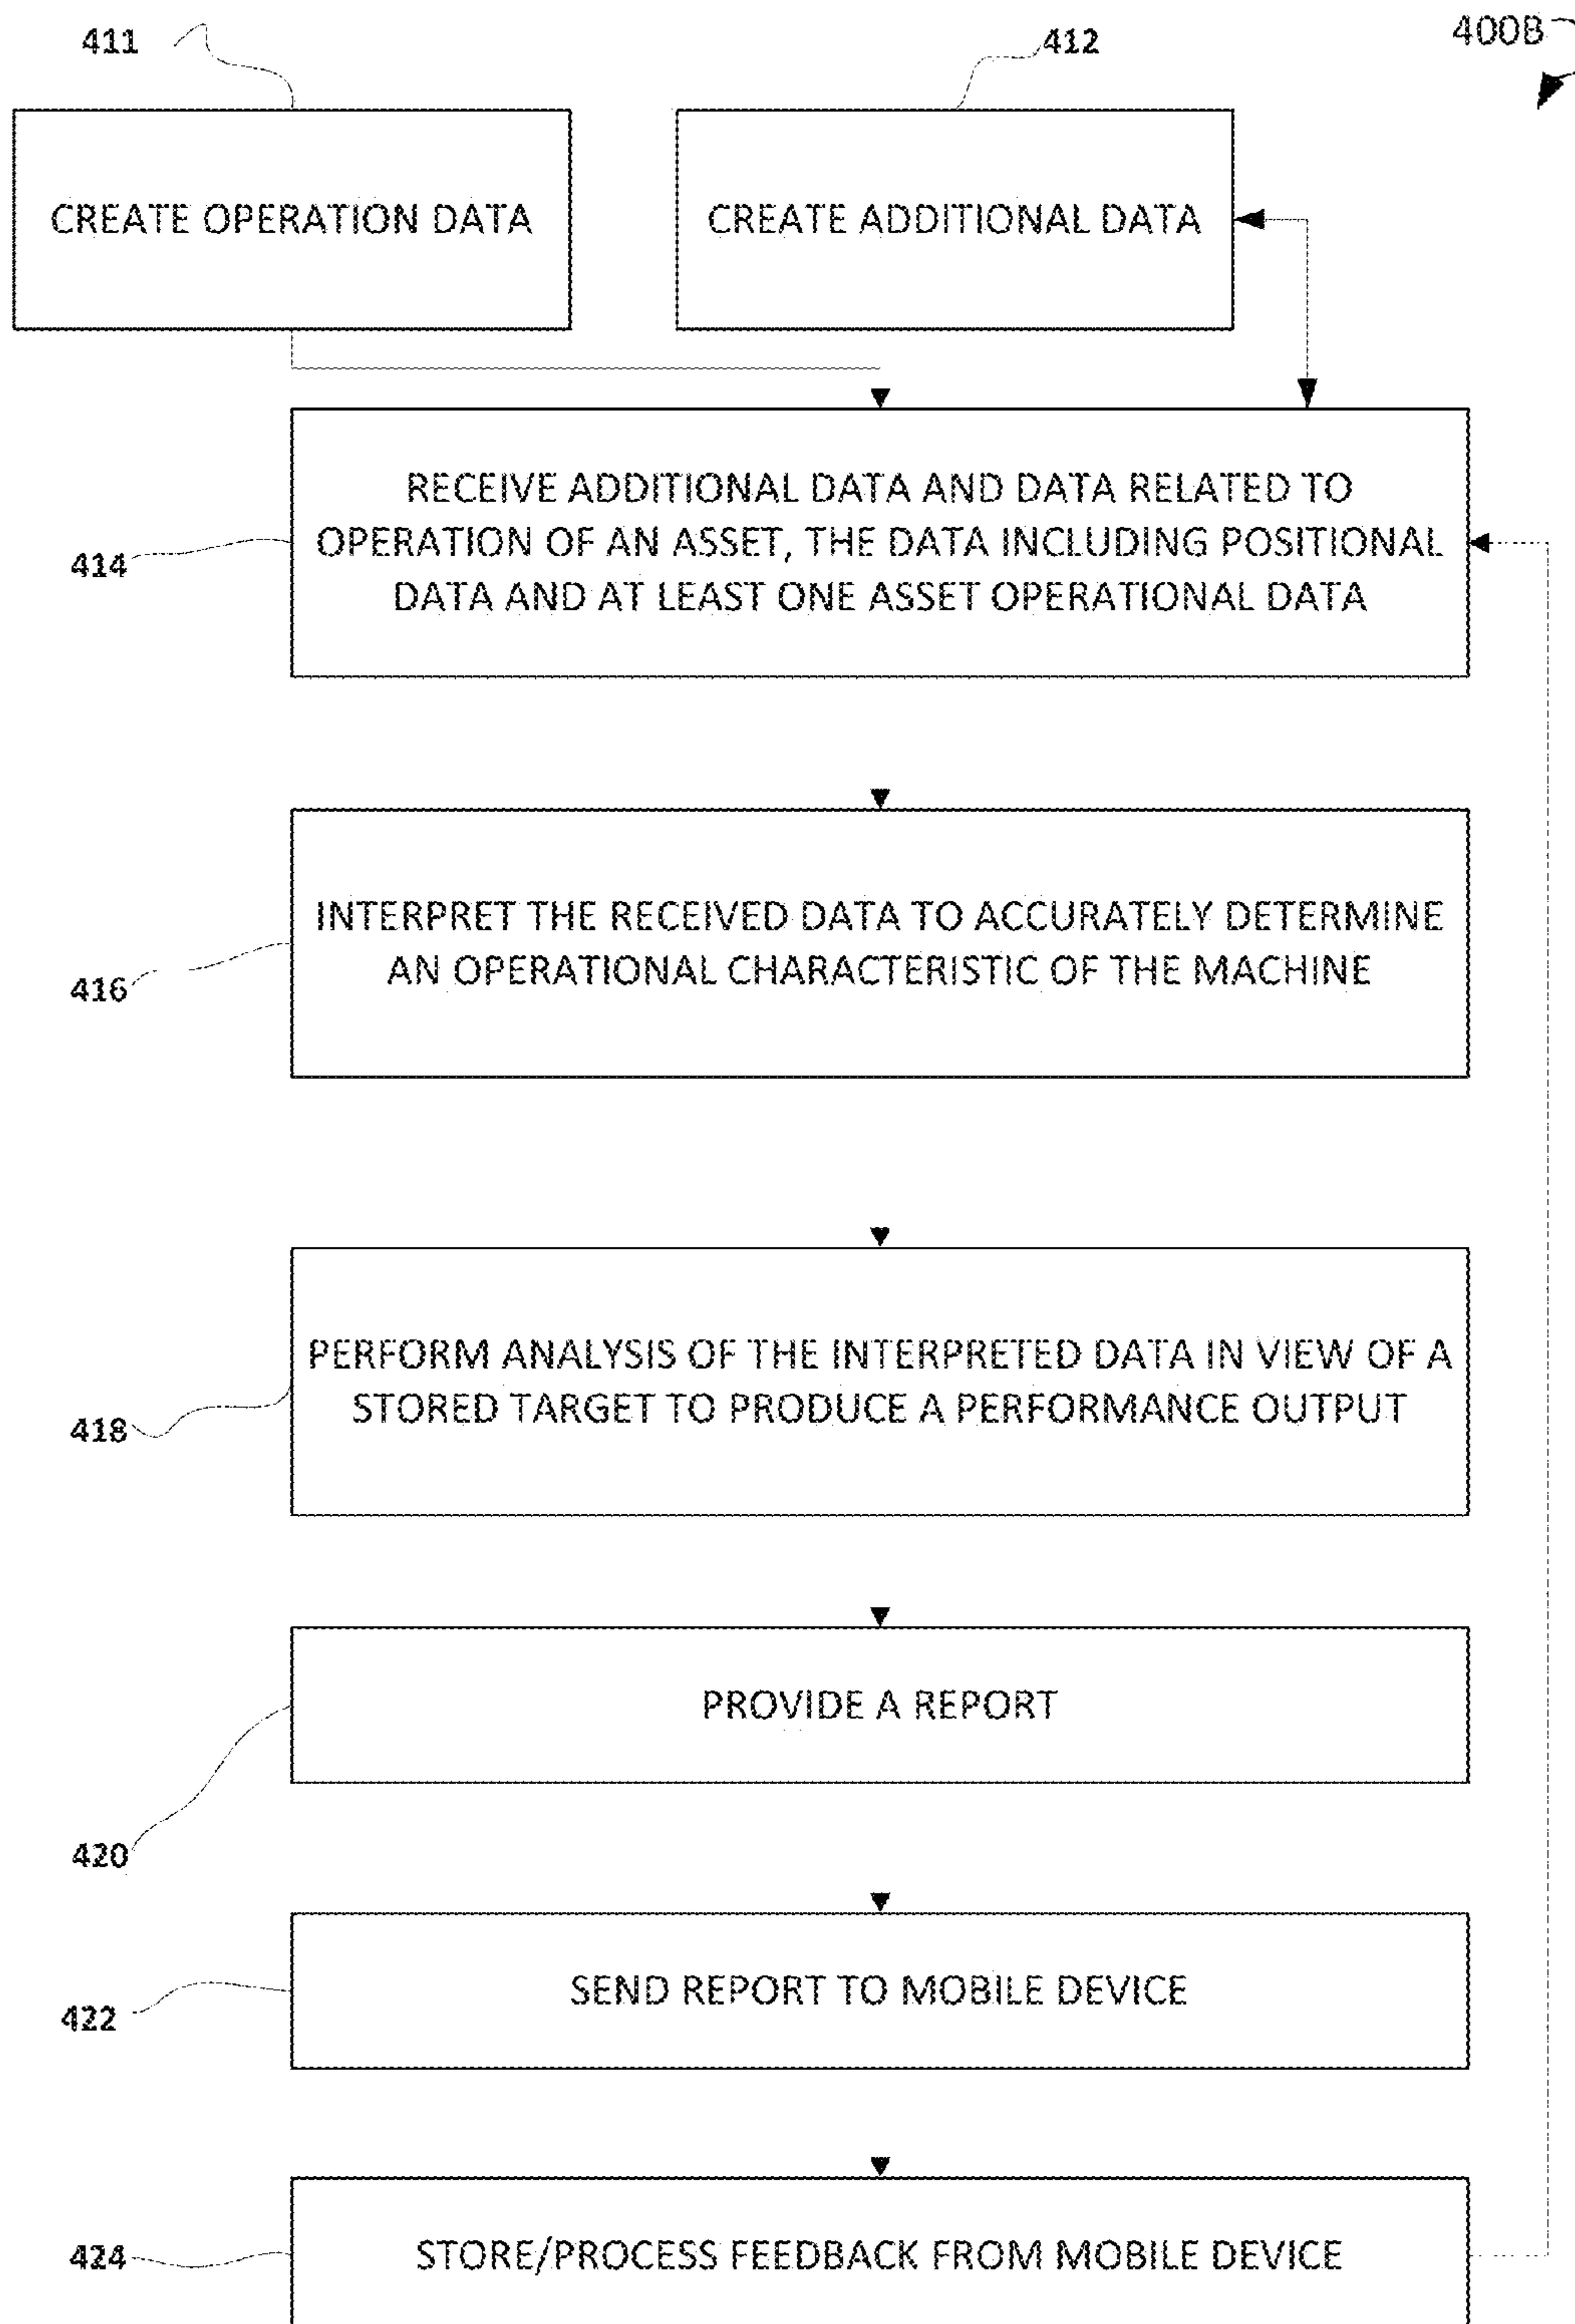 411
412
400B
CREATE OPERATION DATA
CREATE ADDITIONAL DATA
RECEIVE ADDITIONAL DATA AND DATA RELATED TO
OPERATION OF AN ASSET, THE DATA INCLUDING POSITIONAL
DATA AND AT LEAST ONE ASSET OPERATIONAL DATA
414
INTERPRET THE RECEIVED DATA TO ACCURATELY DETERMINE
AN OPERATIONAL CHARACTERISTIC OF THE MACHINE
416
PERFORM ANALYSIS OF THE INTERPRETED DATA IN VIEW OF A
STORED TARGET TO PRODUCE A PERFORMANCE OUTPUT
418
PROVIDE A REPORT
420
SEND REPORT TO MOBILE DEVICE
422
STORE/PROCESS FEEDBACK FROM MOBILE DEVICE
424